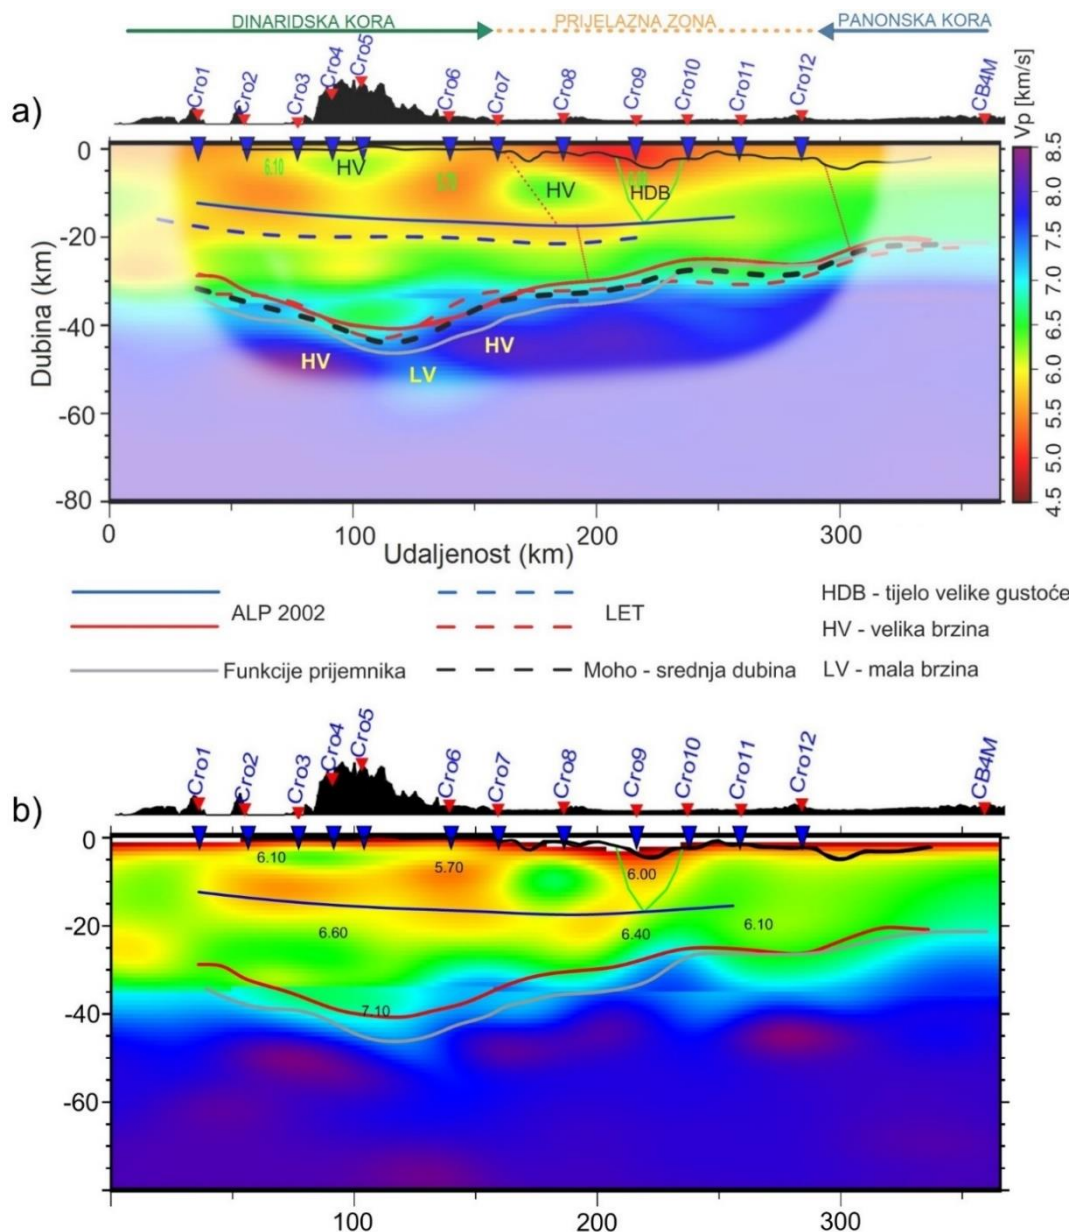 DINARIDSKA KORA PRIJELAZNA ZONA PANONSKA KORA
a)
Cro1 Cro2 Cro3 Cro4 Cro5 Cro6 Cro7 Cro8 Cro9 Cro10 Cro11 Cro12 CB4M
Vp [km/s]
8.5 8.0 7.5 7.0 6.5 6.0 5.5 5.0 4.5
Dubina (km)
0
-20
-40
-60
-80
6.10 HV HV HDB
HV LV HV
0 100 200 300
Udaljenost (km)
ALP 2002 LET HDB - tijelo velike gustoće
HV - velika brzina
Funkcije prijemnika Moho - srednja dubina LV - mala brzina
b)
Cro1 Cro2 Cro3 Cro4 Cro5 Cro6 Cro7 Cro8 Cro9 Cro10 Cro11 Cro12 CB4M
0
-20
-40
-60
6.10 5.70 6.00
6.60 6.40 6.10
7.10
100 200 300